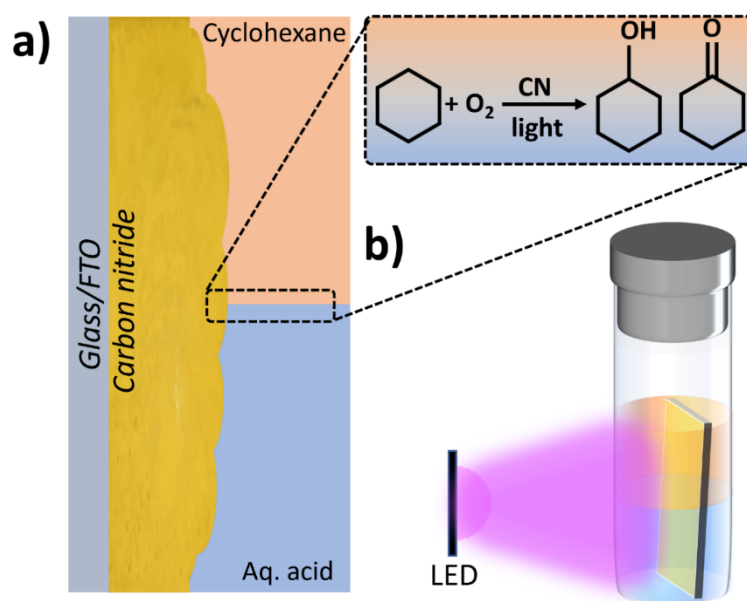 a)
Cyclohexane
Glass/FTO
Carbon nitride
Aq. acid
OH
O
+ O₂
CN
light
b)
LED